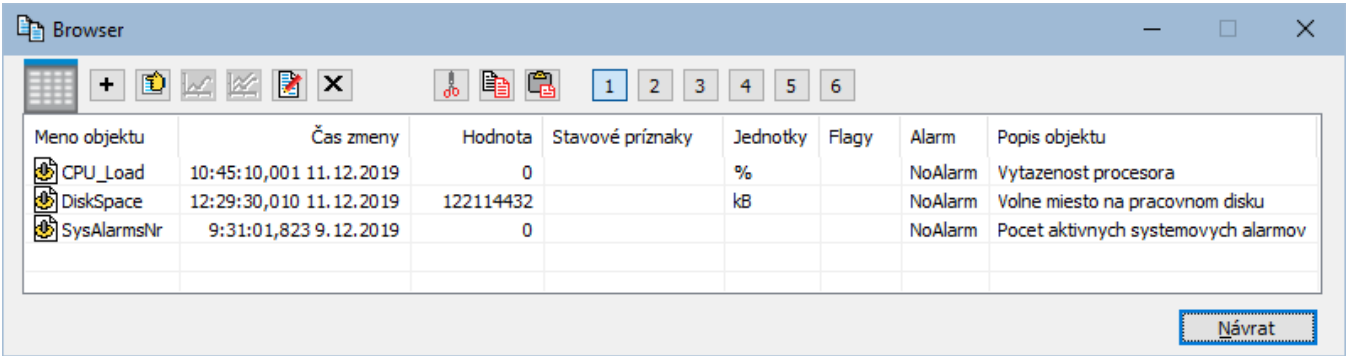 Browser
1 2 3 4 5 6
Meno objektu Čas zmeny Hodnota Stavové príznaky Jednotky Flagy Alarm Popis objektu
CPU_Load 10:45:10,001 11.12.2019 0 % NoAlarm Vytazenost procesora
DiskSpace 12:29:30,010 11.12.2019 122114432 kB NoAlarm Volne miesto na pracovnom disku
SysAlarmsNr 9:31:01,823 9.12.2019 0 NoAlarm Pocet aktivnych systemovych alarmov
Návrat